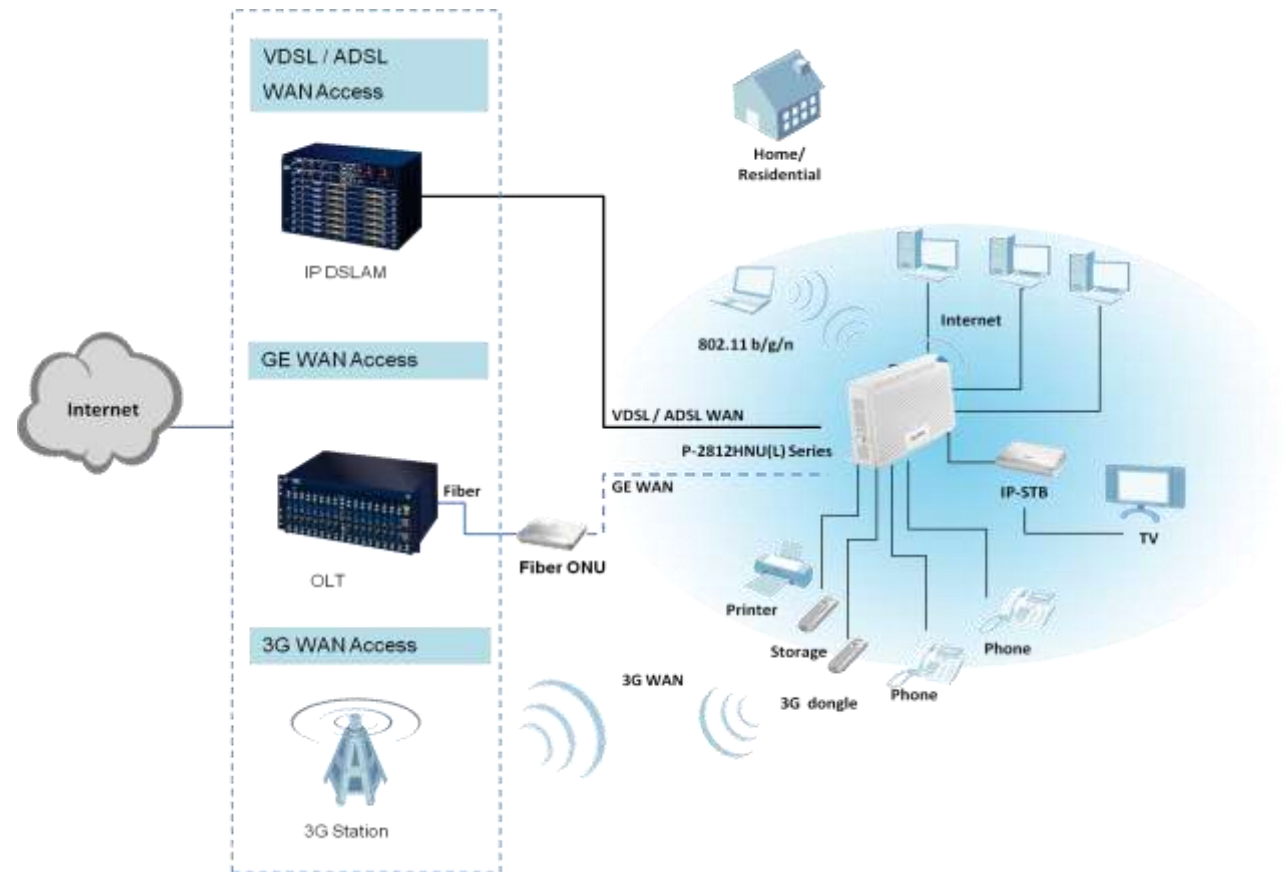 VDSL / ADSL
WAN Access
IP DSLAM
Home/
Residential
Internet
802.11 b/g/n
Internet
GE WAN Access
VDSL / ADSL WAN
P-2812HNU(L) Series
GE WAN
Fiber
Fiber ONU
OLT
IP-STB
TV
Printer
Storage
3G dongle
Phone
Phone
3G WAN Access
3G WAN
3G Station